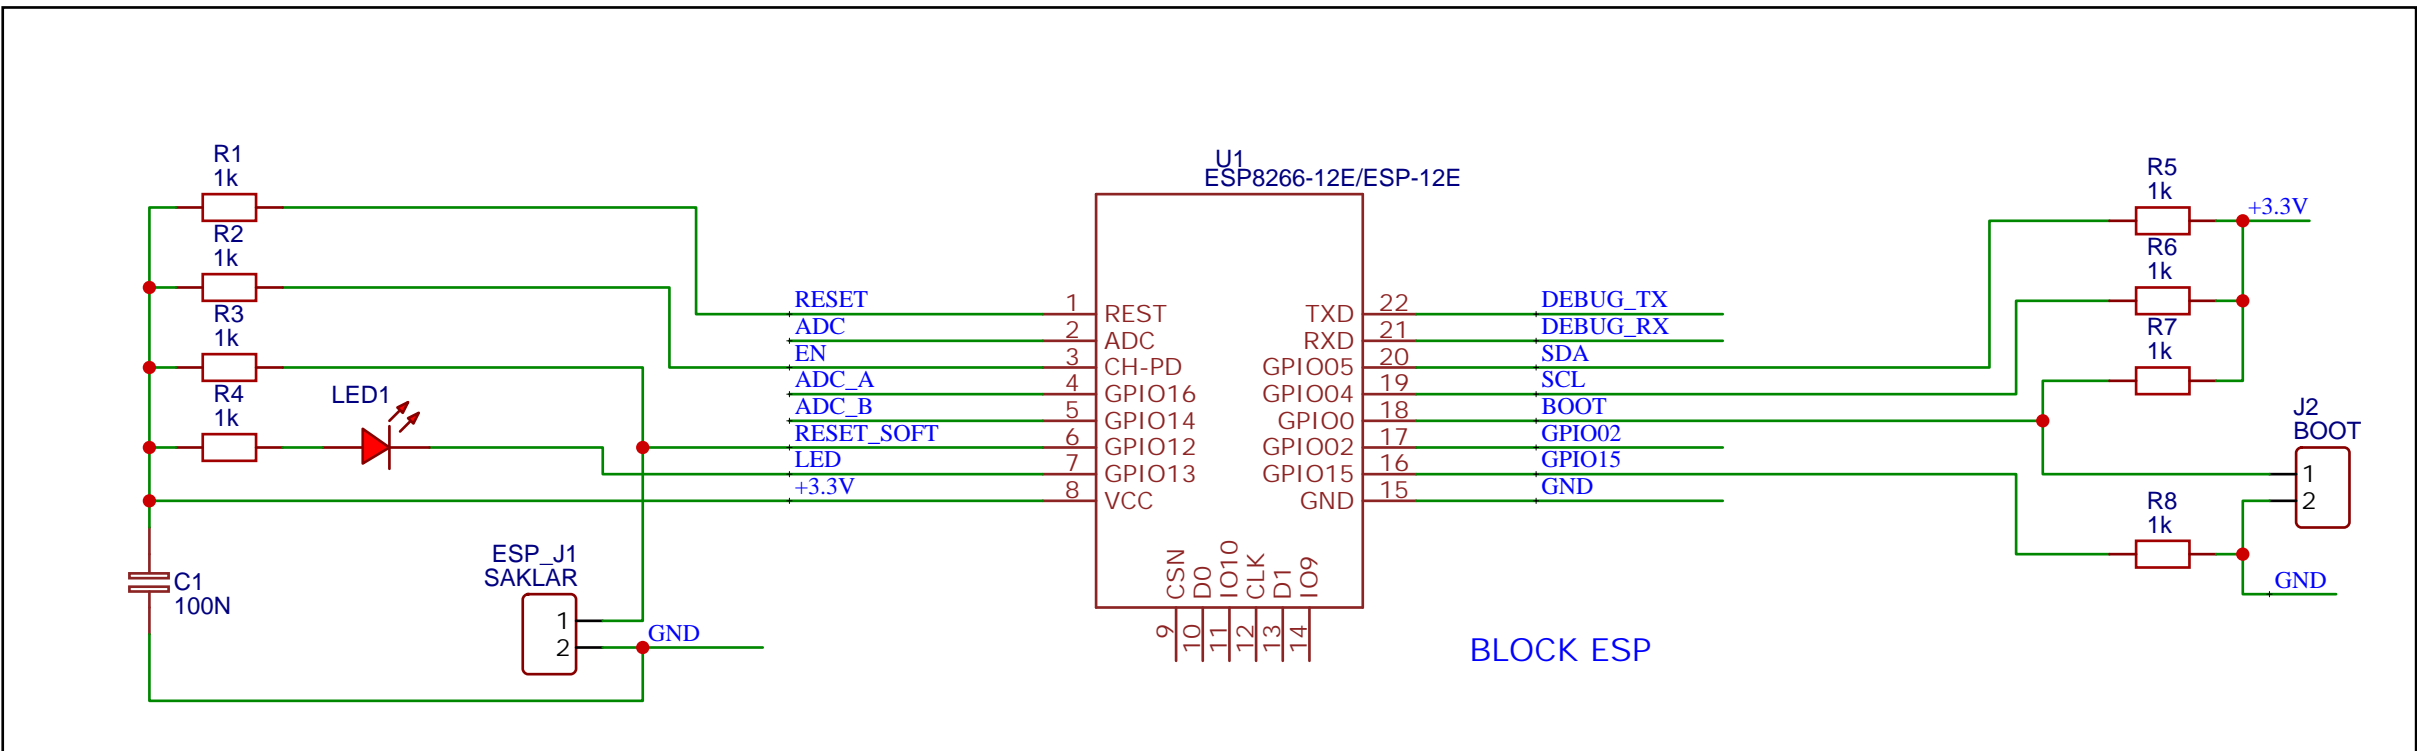 R1
1k
R2
1k
R3
1k
R4
1k
LED1
C1
100N
ESP_J1
SAKLAR
1
2
GND
RESET
ADC
EN
ADC_A
ADC_B
RESET_SOFT
LED
+3.3V
U1
ESP8266-12E/ESP-12E
1 REST
2 ADC
3 CH-PD
4 GPIO16
5 GPIO14
6 GPIO12
7 GPIO13
8 VCC
CSN 9
D0 10
IO10 11
CLK 12
D1 13
IO9 14
TXD 22
RXD 21
GPIO05 20
GPIO04 19
GPIO0 18
GPIO02 17
GPIO15 16
GND 15
DEBUG_TX
DEBUG_RX
SDA
SCL
BOOT
GPIO02
GPIO15
GND
BLOCK ESP
R5
1k
+3.3V
R6
1k
R7
1k
J2
BOOT
1
2
R8
1k
GND